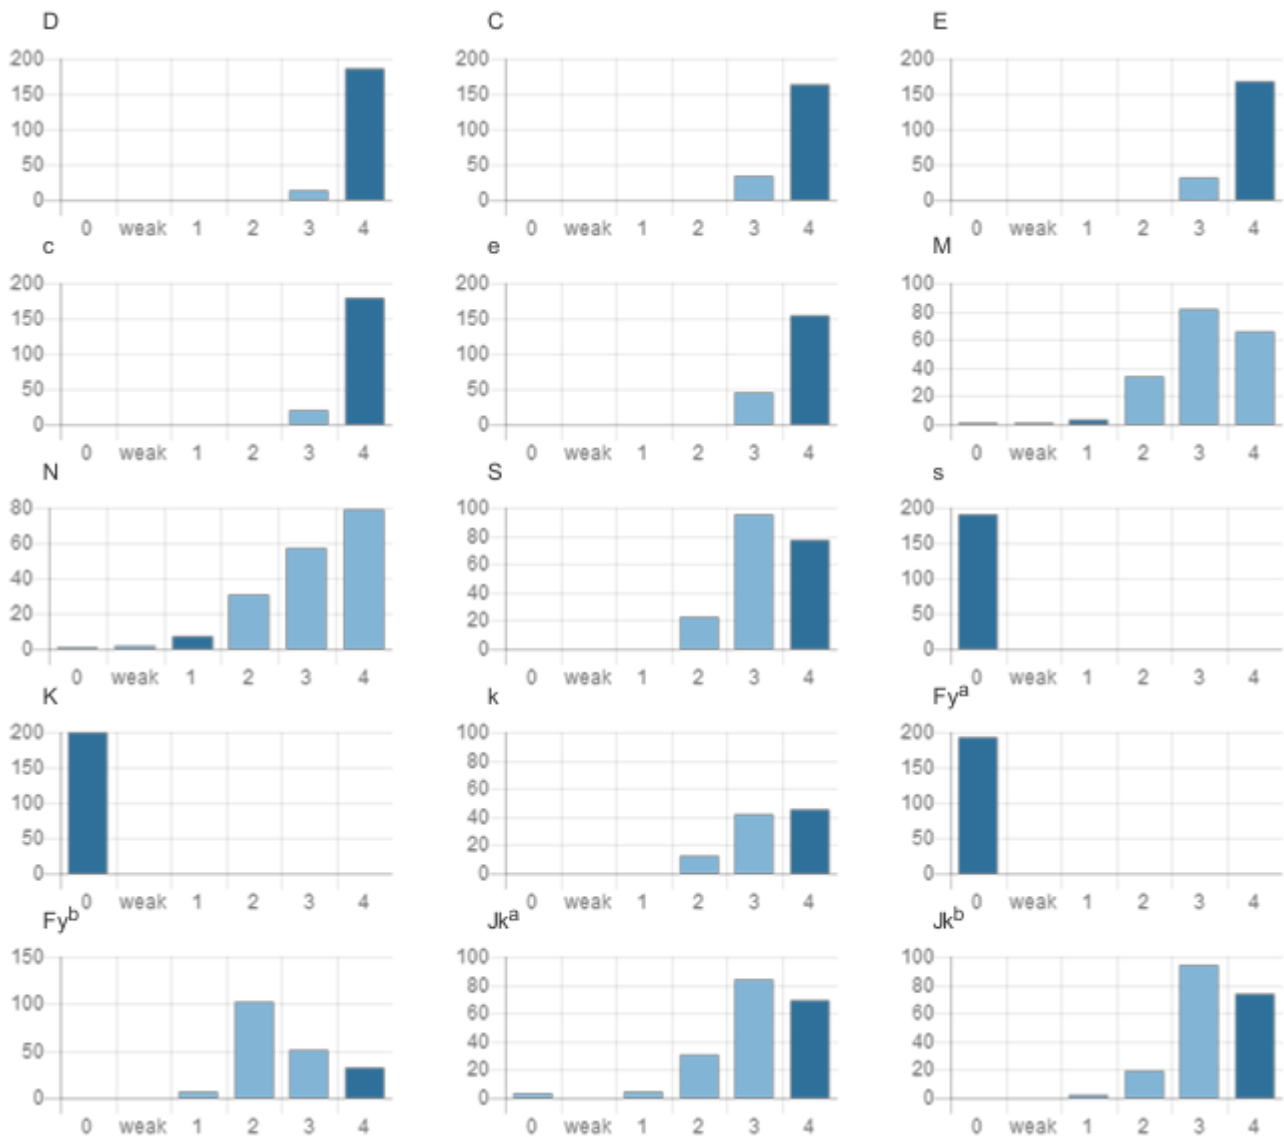 D C E
200 200 200
150 150 150
100 100 100
50 50 50
0 0 0
0 weak 1 2 3 4 0 weak 1 2 3 4 0 weak 1 2 3 4
c e M
200 200 100
150 150 80
100 100 60
40
50 50 20
0 0 0
0 weak 1 2 3 4 0 weak 1 2 3 4 0 weak 1 2 3 4
N S s
80 100 200
60 80 150
40 60 100
40
20 20 50
0 0 0
0 weak 1 2 3 4 0 weak 1 2 3 4 0 weak 1 2 3 4
K k Fyᵃ
200 100 200
150 80 150
100 60 100
40
50 20 50
0 0 0
0 weak 1 2 3 4 0 weak 1 2 3 4 0 weak 1 2 3 4
Fyᵇ Jkᵃ Jkᵇ
150 100 100
80 80
100 60 60
50 40 40
20 20
0 0 0
0 weak 1 2 3 4 0 weak 1 2 3 4 0 weak 1 2 3 4